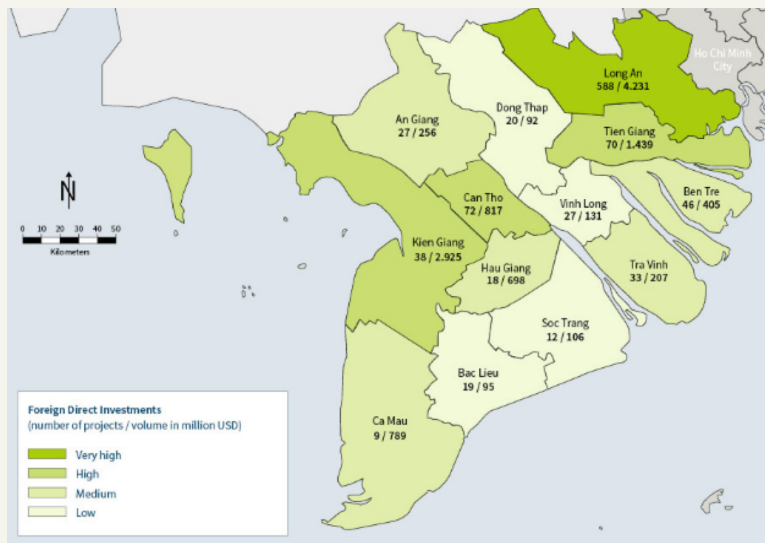 Ho Chi Minh
City
Long An
588 / 4.231
Dong Thap
20 / 92
An Giang
27 / 256
Tien Giang
70 / 1.439
Can Tho
72 / 817
Vinh Long
27 / 131
Ben Tre
46 / 405
Kien Giang
38 / 2.925
Hau Giang
18 / 698
Tra Vinh
33 / 207
Soc Trang
12 / 106
Bac Lieu
19 / 95
Ca Mau
9 / 789
N
0 10 20 30 40 50
Kilometers
Foreign Direct Investments
(number of projects / volume in million USD)
Very high
High
Medium
Low